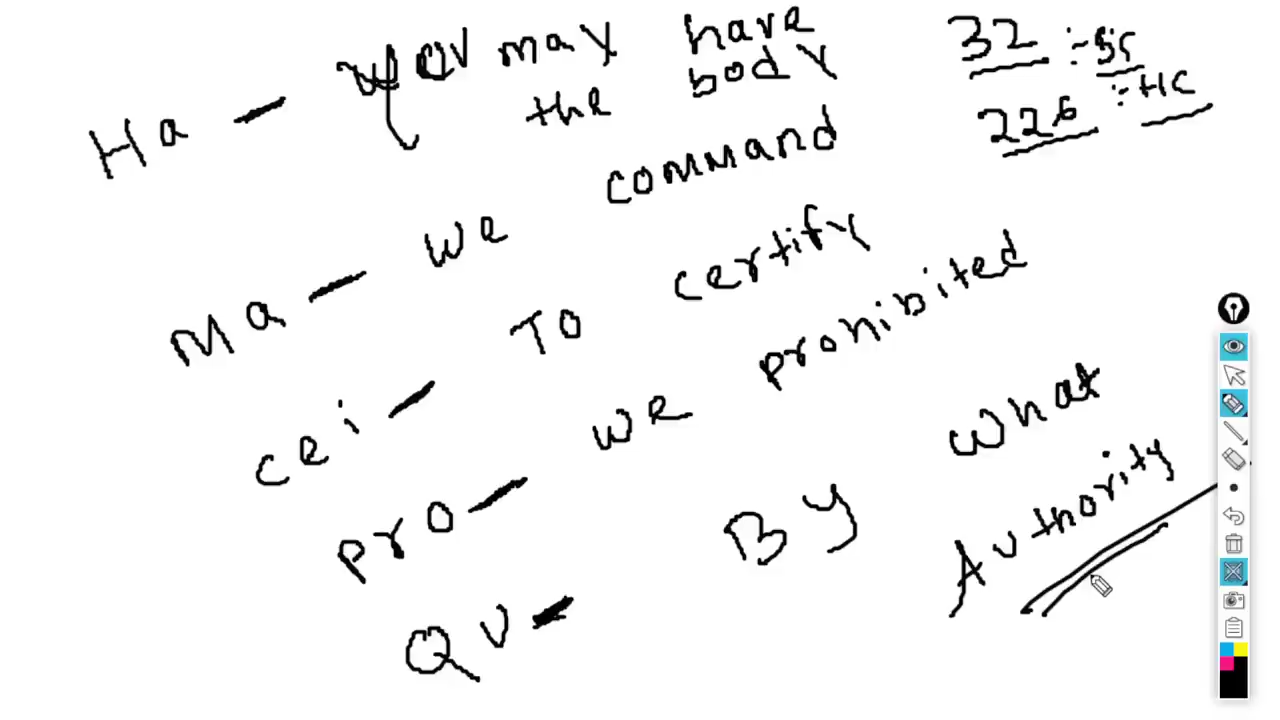 Ha - You may have
the body
Ma - We command
Cei - To certify
Pro - We prohibited
Qu - By What
Authority
32 :- SC
226 :- HC